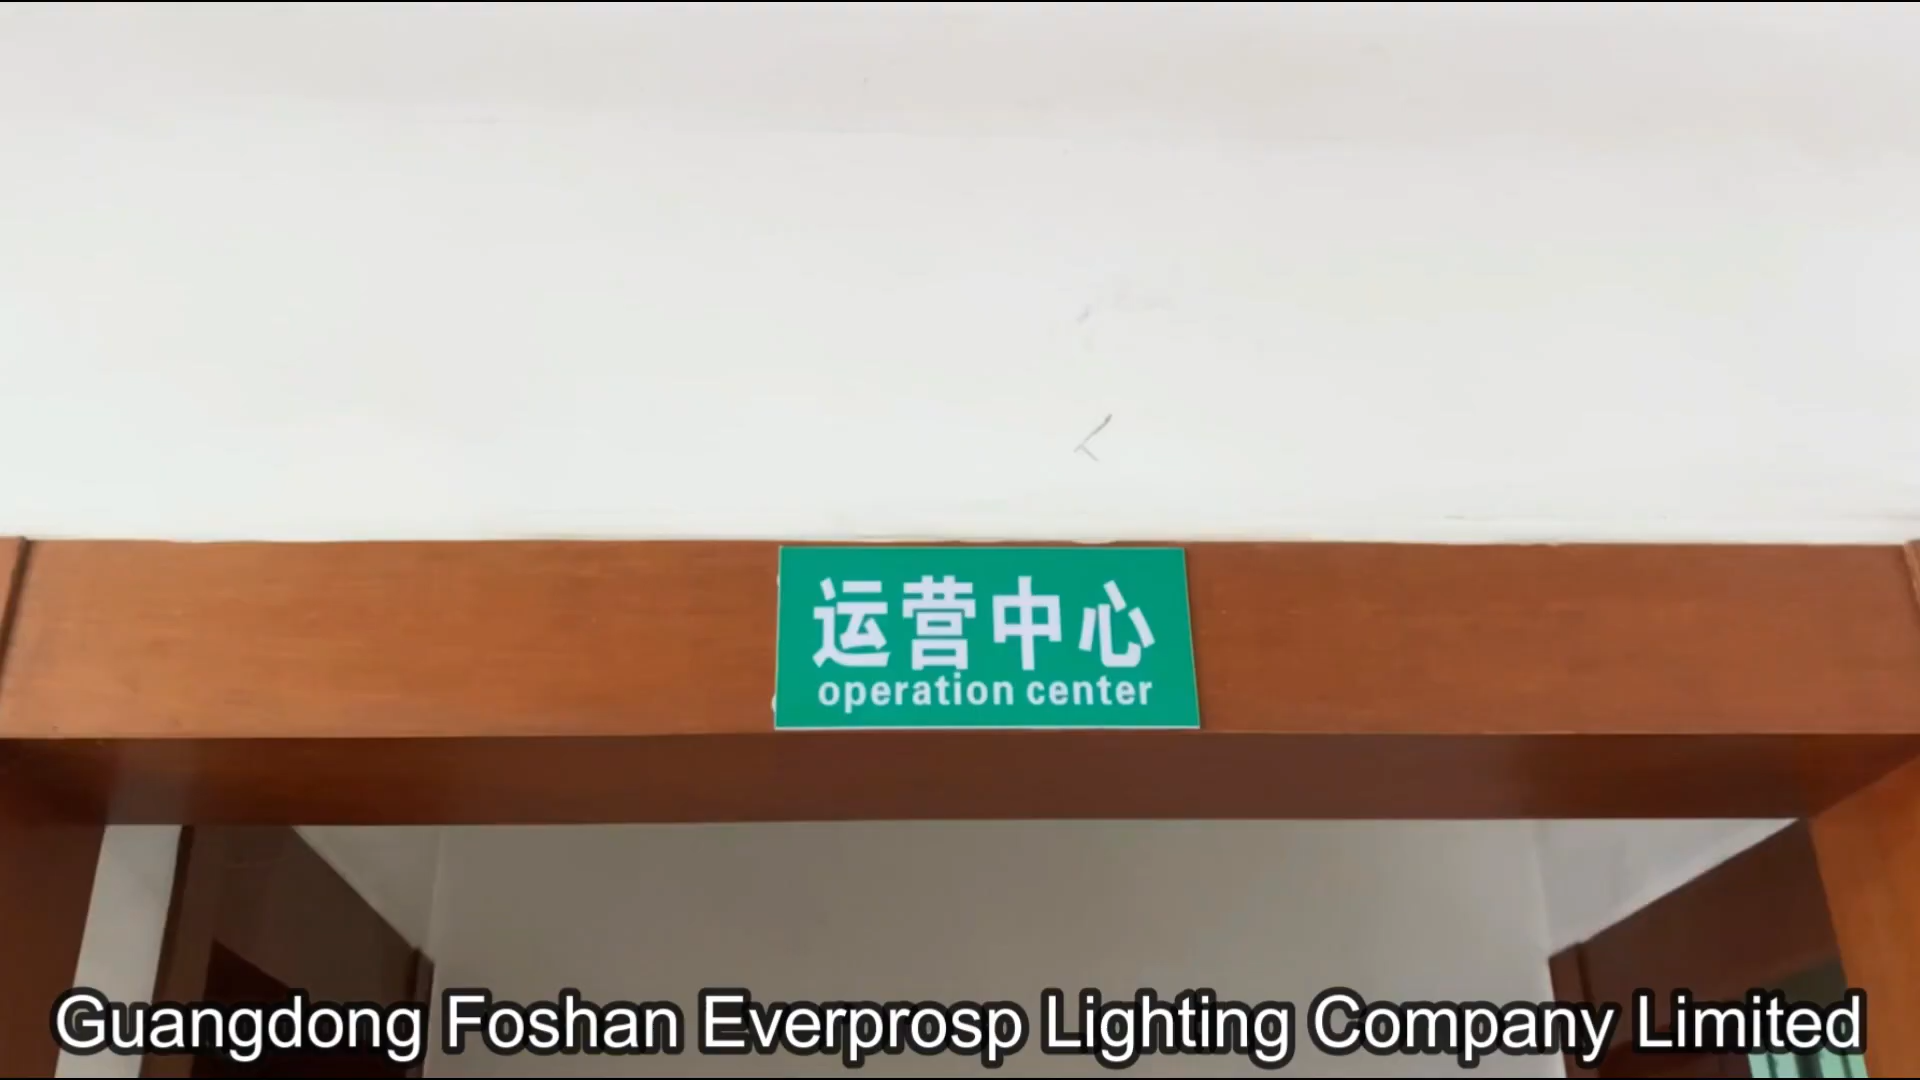 运营中心
operation center
Guangdong Foshan Everprosp Lighting Company Limited